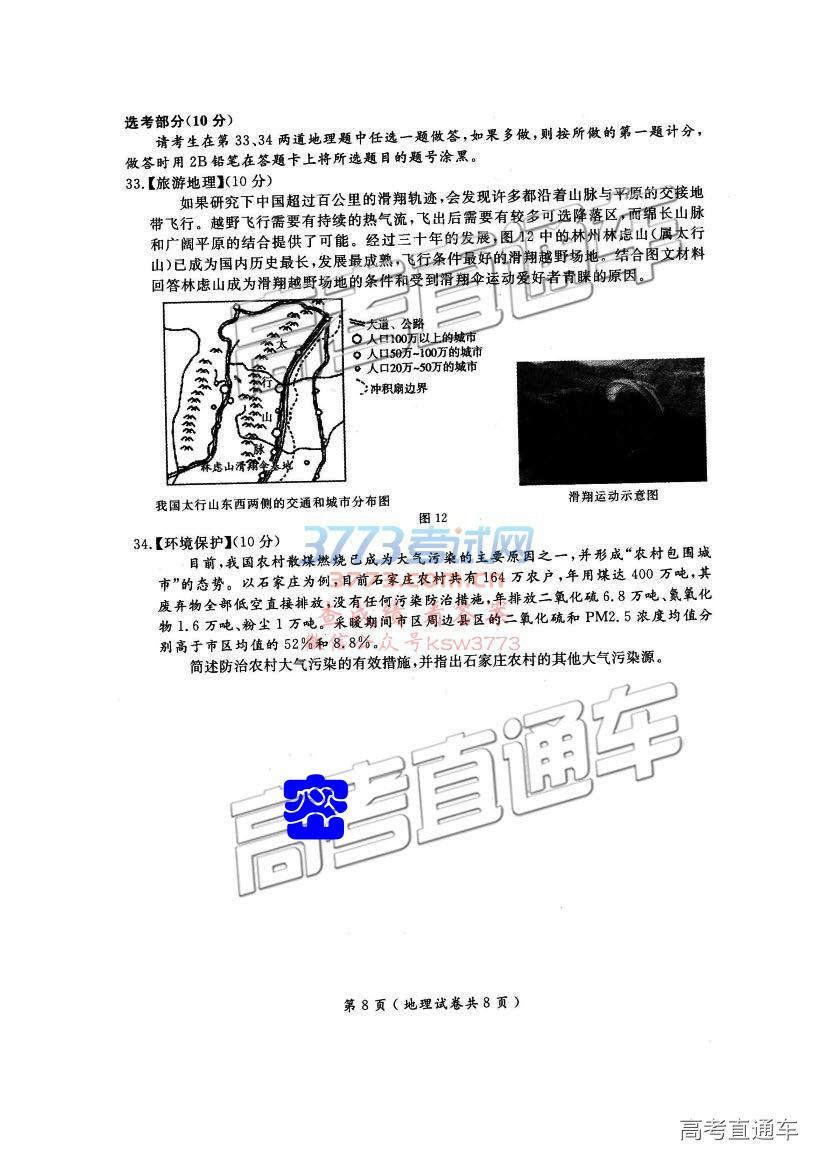 选考部分(10分)
请考生在第33、34两道地理题中任选一题做答,如果多做,则按所做的第一题计分,
做答时用2B铅笔在答题卡上将所选题目的题号涂黑。
33.【旅游地理】(10分)
如果研究下中国超过百公里的滑翔轨迹,会发现许多都沿着山脉与平原的交接地
带飞行。越野飞行需要有持续的热气流,飞出后需要有较多可选降落区,而绵长山脉
和广阔平原的结合提供了可能。经过三十年的发展,图12中的林州林虑山(属太行
山)已成为国内历史最长,发展最成熟,飞行条件最好的滑翔越野场地。结合图文材料
回答林虑山成为滑翔越野场地的条件和受到滑翔伞运动爱好者青睐的原因。
太
行
山
脉
林虑山滑翔伞基地
大道、公路
人口100万以上的城市
人口50万~100万的城市
人口20万~50万的城市
冲积扇边界
我国太行山东西两侧的交通和城市分布图
滑翔运动示意图
图12
34.【环境保护】(10分)
目前,我国农村散煤燃烧已成为大气污染的主要原因之一,并形成“农村包围城
市”的态势。以石家庄为例,目前石家庄农村共有164万农户,年用煤达400万吨,其
废弃物全部低空直接排放,没有任何污染防治措施,年排放二氧化硫6.8万吨、氮氧化
物1.6万吨、粉尘1万吨。采暖期间市区周边县区的二氧化硫和PM2.5浓度均值分
别高于市区均值的52%和8.8%。
简述防治农村大气污染的有效措施,并指出石家庄农村的其他大气污染源。
高考直通车
3773考试网
www.3773.com.cn
查成绩 看答案
微信公众号ksw3773
高考直通车
密
第8页(地理试卷共8页)
高考直通车